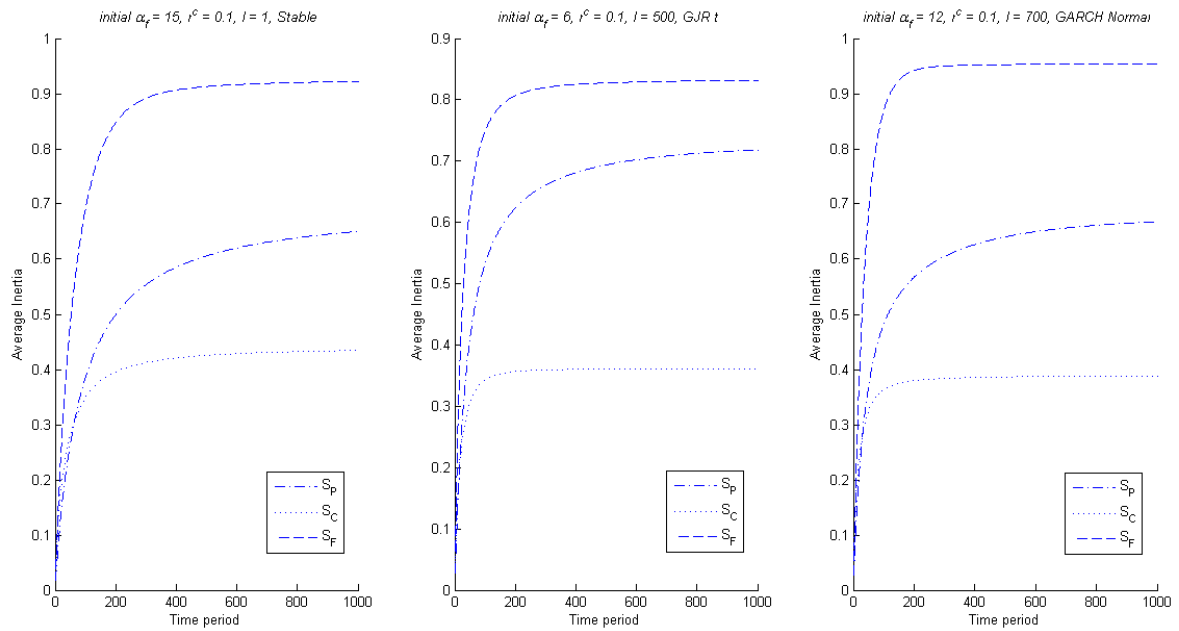 initial α_f = 15, r^c = 0.1, I = 1, Stable
1
0.9
0.8
0.7
0.6
0.5
0.4
0.3
0.2
0.1
0
Average Inertia
0 200 400 600 800 1000
Time period
S_P
S_C
S_F
initial α_f = 6, r^c = 0.1, I = 500, GJR t
0.9
0.8
0.7
0.6
0.5
0.4
0.3
0.2
0.1
0
Average Inertia
0 200 400 600 800 1000
Time period
S_P
S_C
S_F
initial α_f = 12, r^c = 0.1, I = 700, GARCH Normal
1
0.9
0.8
0.7
0.6
0.5
0.4
0.3
0.2
0.1
0
Average Inertia
0 200 400 600 800 1000
Time period
S_P
S_C
S_F